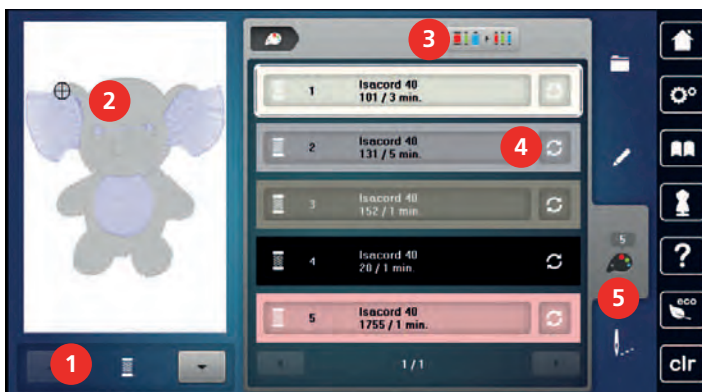 3
1 Isacord 40
101 / 3 min.
2
2 Isacord 40
131 / 5 min.
4
3 Isacord 40
152 / 1 min.
4 Isacord 40
20 / 1 min.
5
5 Isacord 40
1755 / 1 min.
5
1
1/1
?
eco
clr